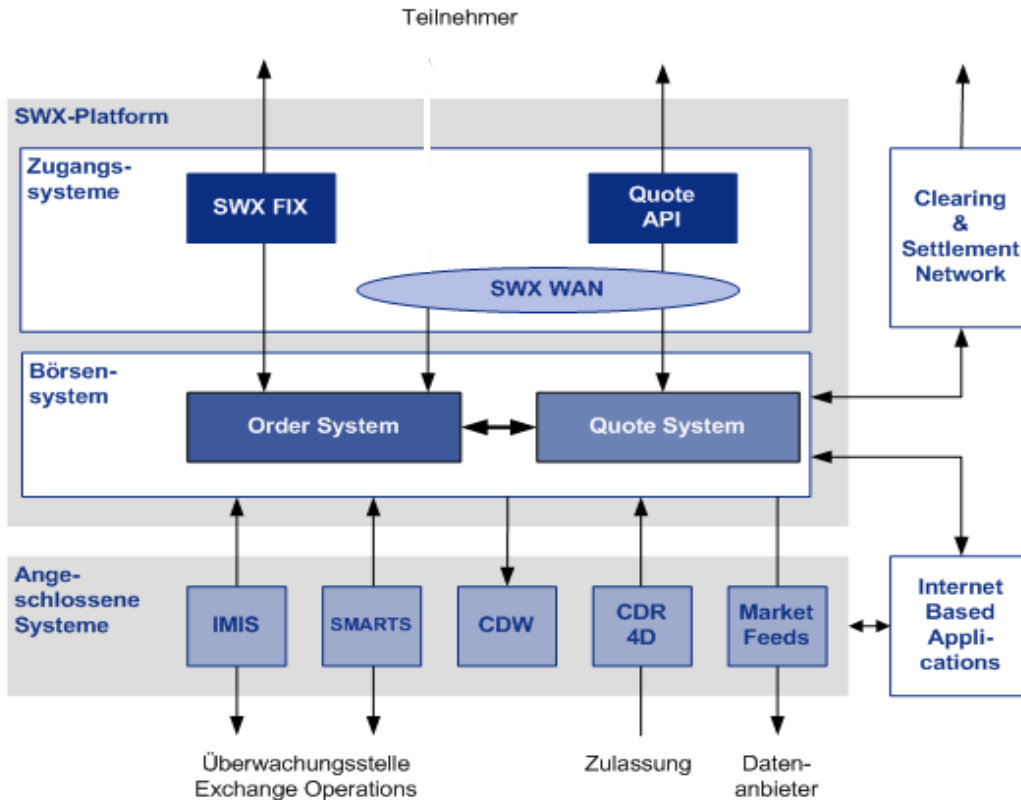 Teilnehmer
SWX-Platform
Zugangs-
systeme
SWX FIX
Quote
API
SWX WAN
Clearing
&
Settlement
Network
Börsen-
system
Order System
Quote System
Ange-
schlossene
Systeme
IMIS
SMARTS
CDW
CDR
4D
Market
Feeds
Internet
Based
Appli-
cations
Überwachungsstelle
Exchange Operations
Zulassung
Daten-
anbieter